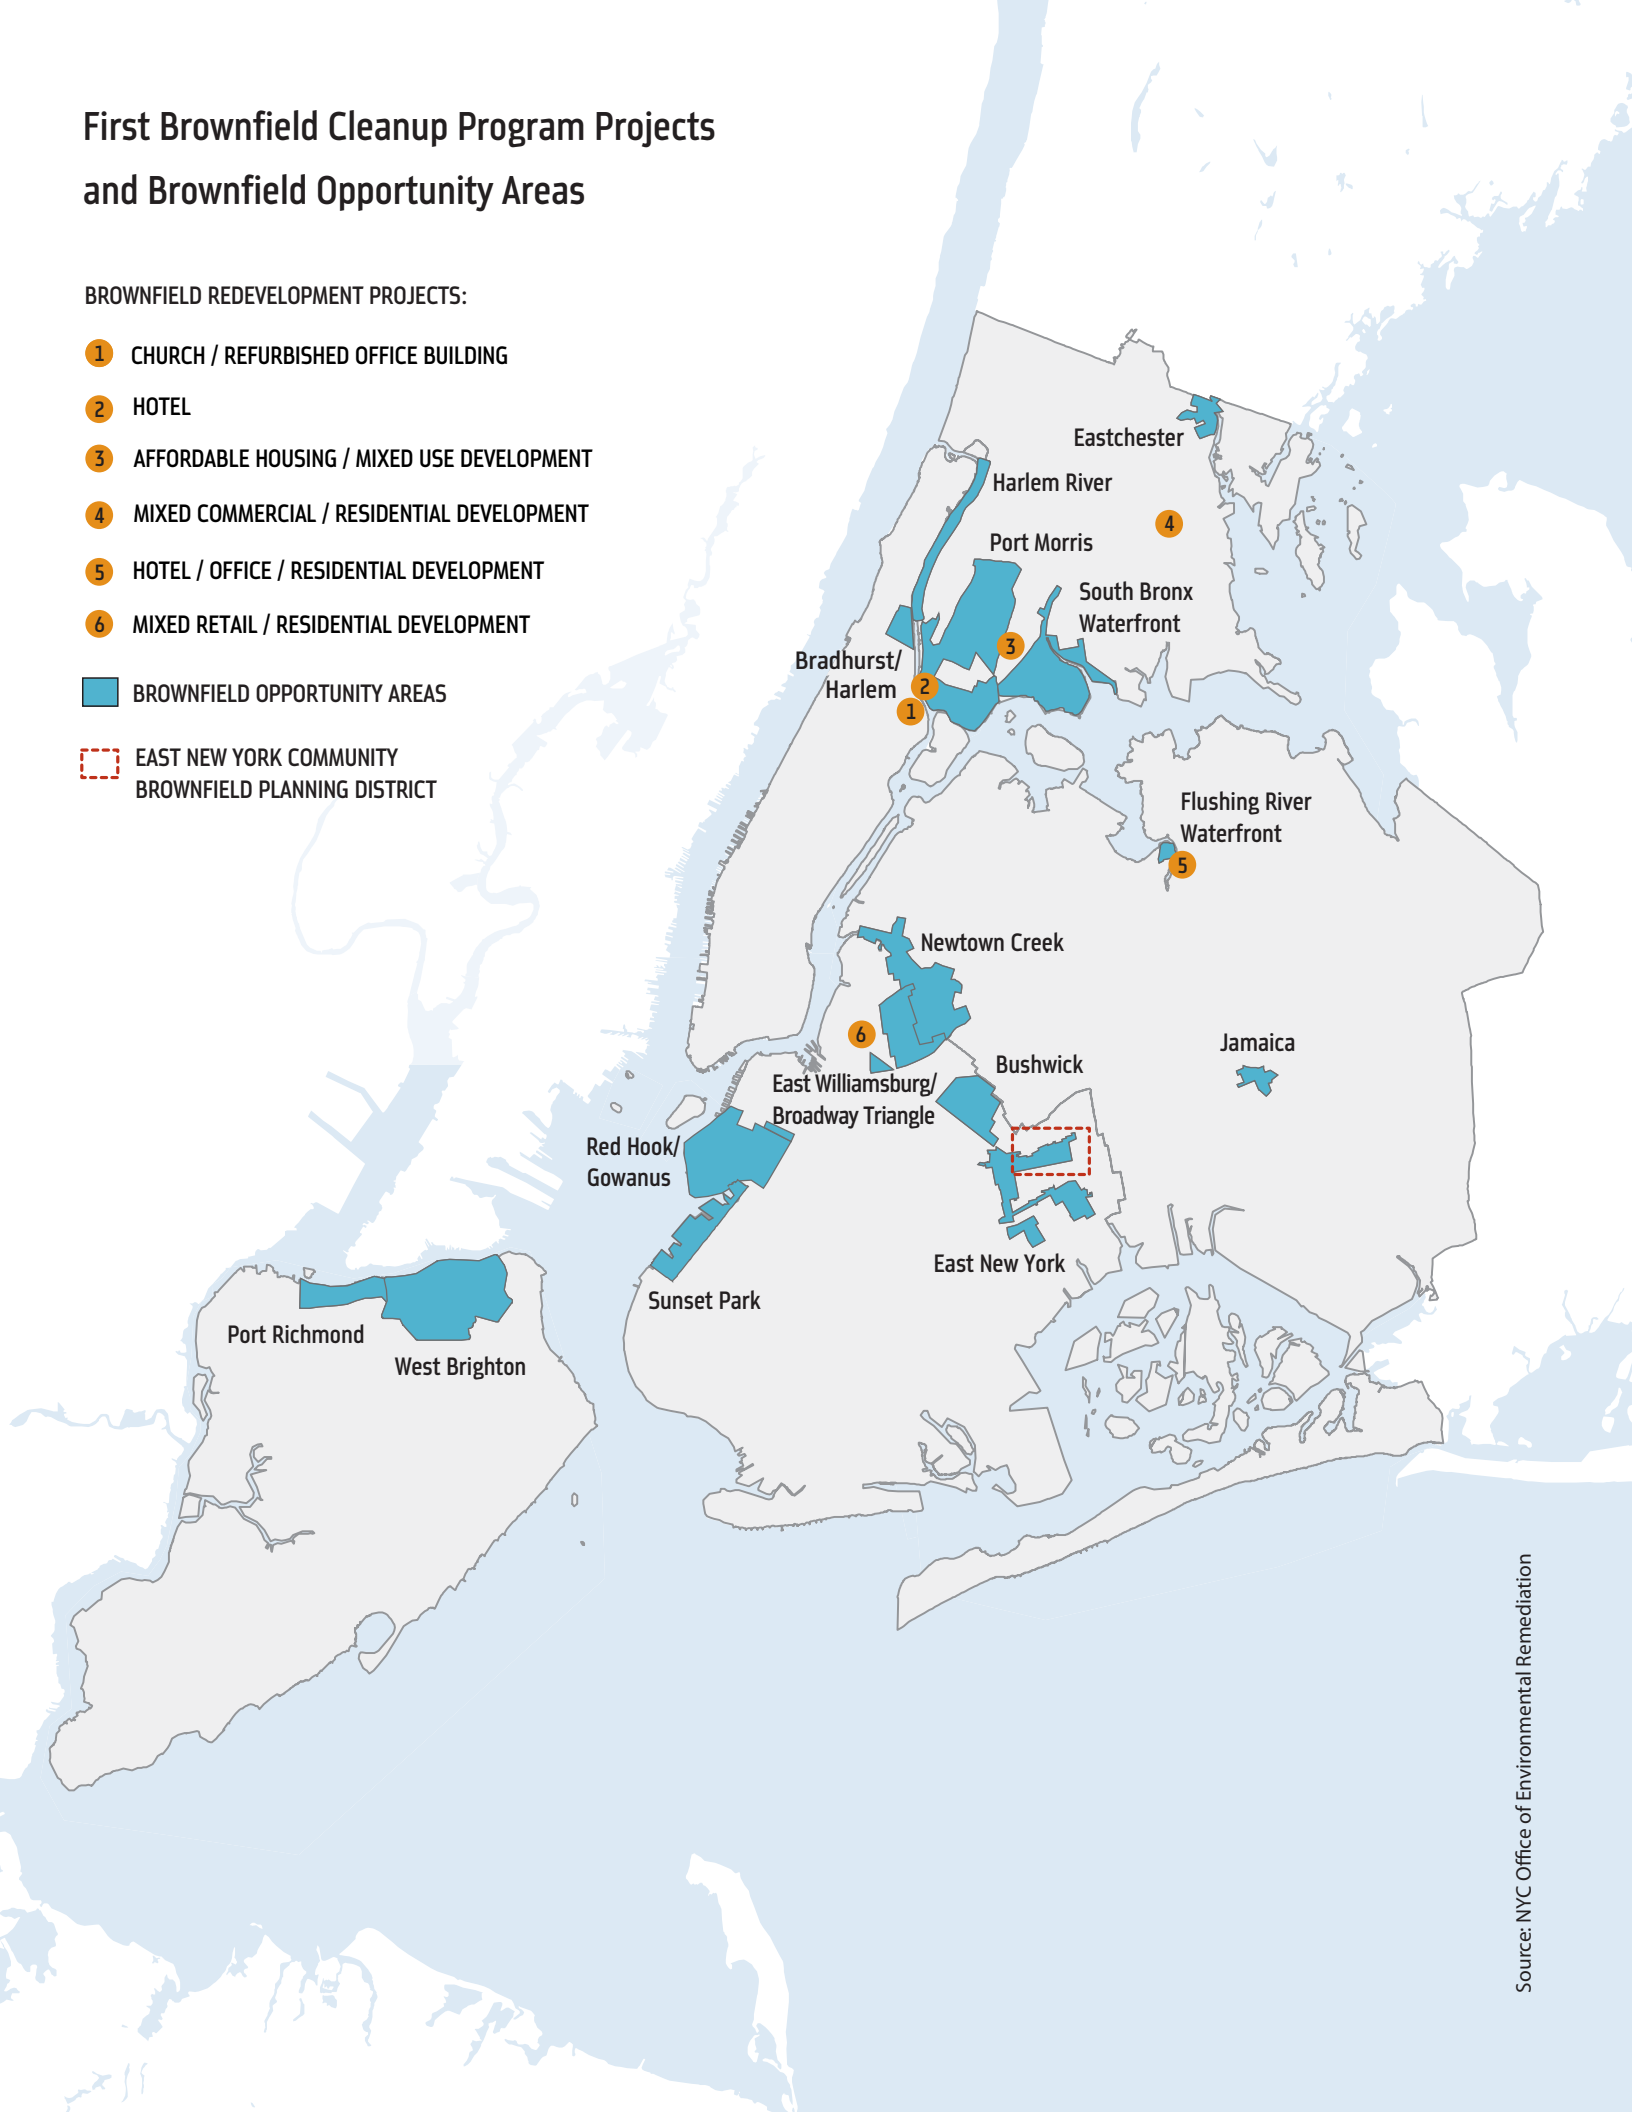 First Brownfield Cleanup Program Projects
and Brownfield Opportunity Areas
BROWNFIELD REDEVELOPMENT PROJECTS:
1 CHURCH / REFURBISHED OFFICE BUILDING
2 HOTEL
3 AFFORDABLE HOUSING / MIXED USE DEVELOPMENT
4 MIXED COMMERCIAL / RESIDENTIAL DEVELOPMENT
5 HOTEL / OFFICE / RESIDENTIAL DEVELOPMENT
6 MIXED RETAIL / RESIDENTIAL DEVELOPMENT
BROWNFIELD OPPORTUNITY AREAS
EAST NEW YORK COMMUNITY
BROWNFIELD PLANNING DISTRICT
Eastchester
Harlem River
4
Port Morris
South Bronx
Waterfront
3
Bradhurst/
Harlem
2
1
Flushing River
Waterfront
5
Newtown Creek
6
Jamaica
Bushwick
East Williamsburg/
Broadway Triangle
Red Hook/
Gowanus
East New York
Sunset Park
Port Richmond
West Brighton
Source: NYC Office of Environmental Remediation